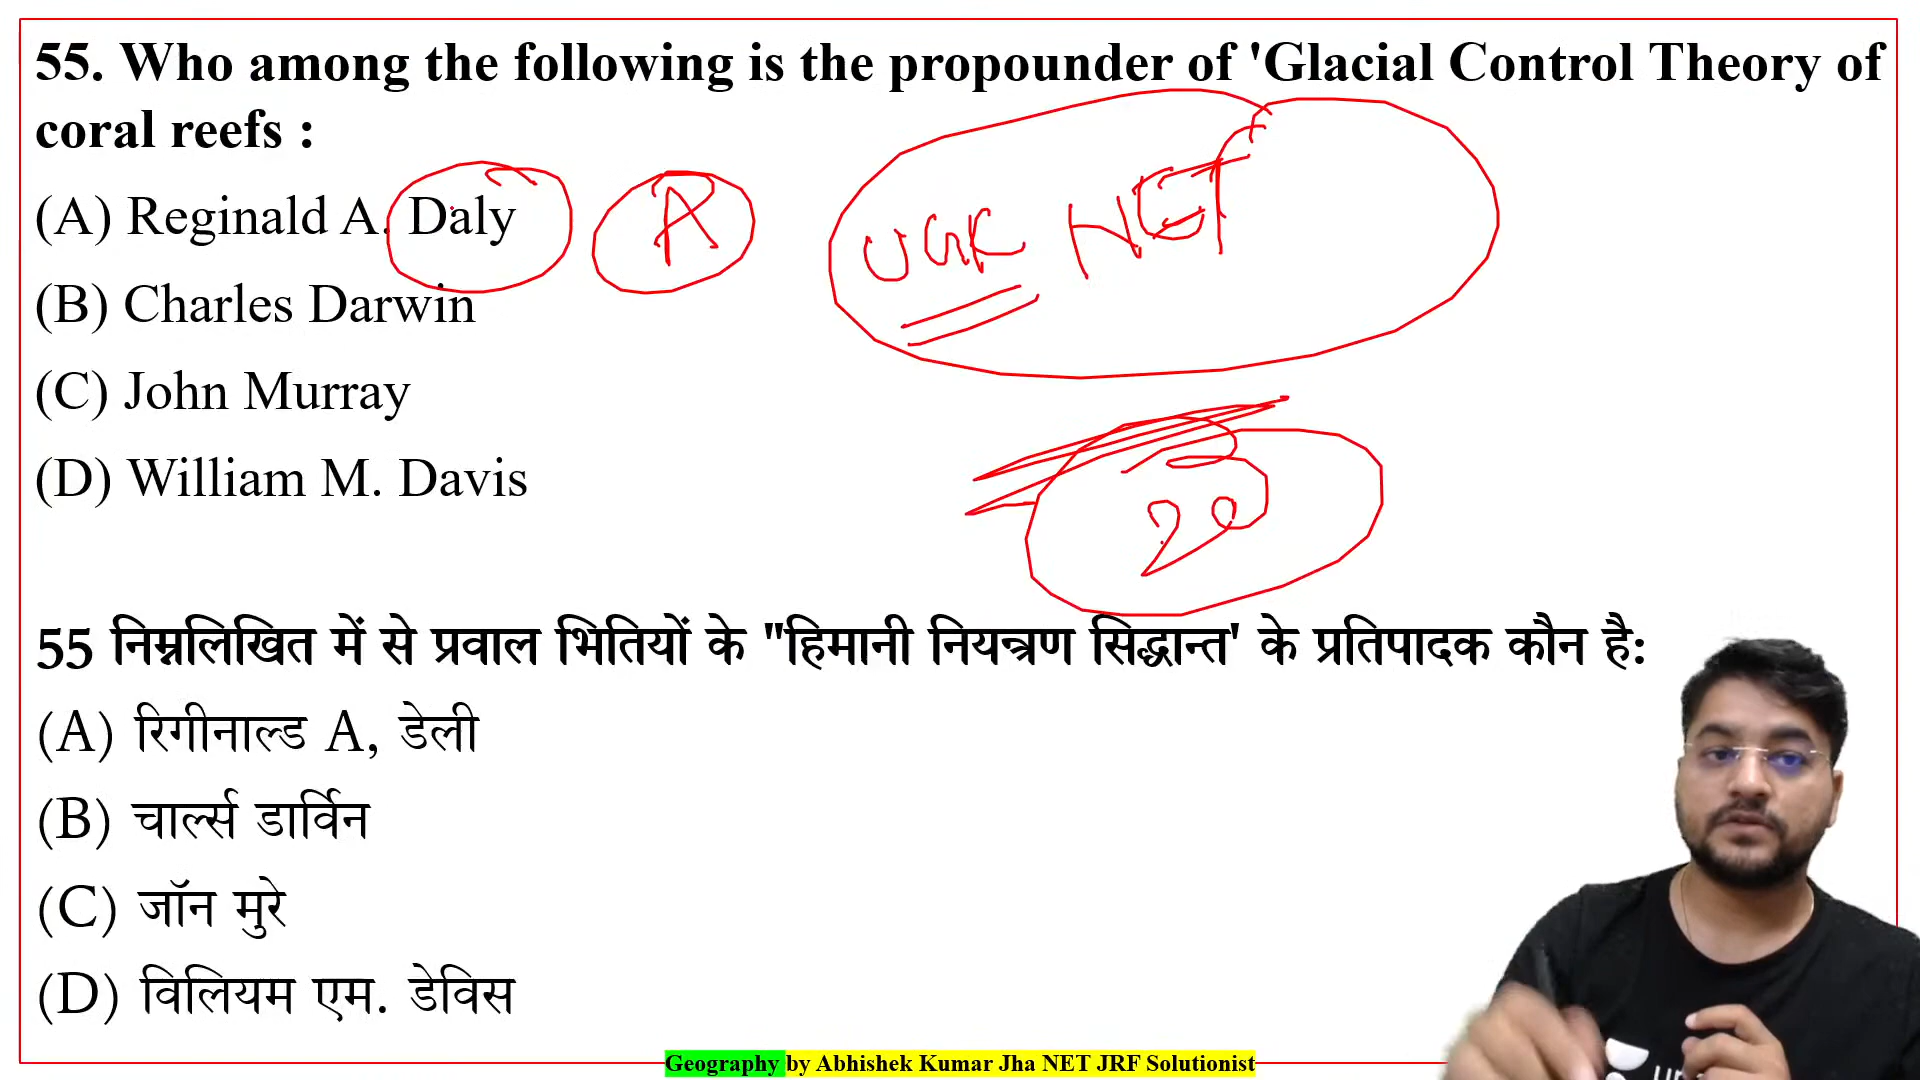 55. Who among the following is the propounder of 'Glacial Control Theory of
coral reefs :
(A) Reginald A. Daly
A
UGC NET
(B) Charles Darwin
(C) John Murray
(D) William M. Davis
55 निम्नलिखित में से प्रवाल भितियों के "हिमानी नियन्त्रण सिद्धान्त' के प्रतिपादक कौन है:
(A) रिगीनाल्ड A, डेली
(B) चार्ल्स डार्विन
(C) जॉन मुरे
(D) विलियम एम. डेविस
Geography by Abhishek Kumar Jha NET JRF Solutionist